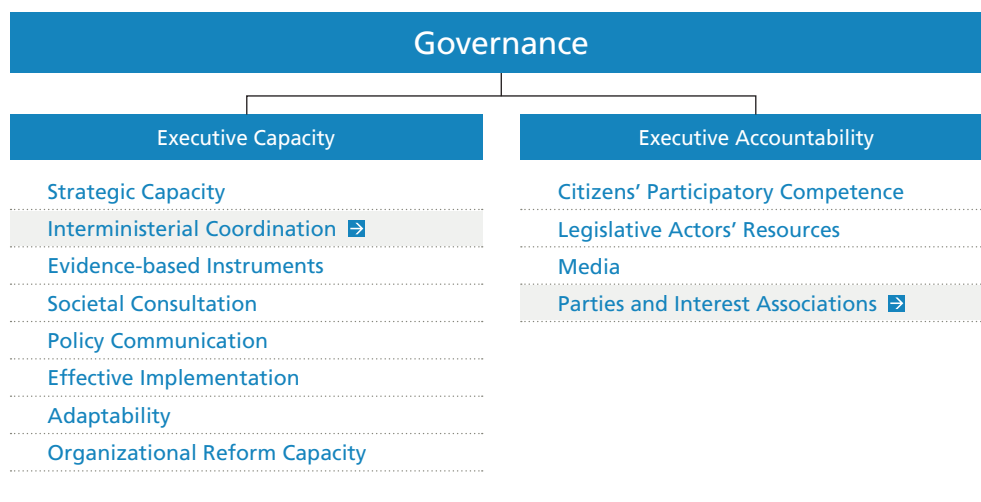 Governance
Executive Capacity
Strategic Capacity
Interministerial Coordination
Evidence-based Instruments
Societal Consultation
Policy Communication
Effective Implementation
Adaptability
Organizational Reform Capacity
Executive Accountability
Citizens’ Participatory Competence
Legislative Actors’ Resources
Media
Parties and Interest Associations